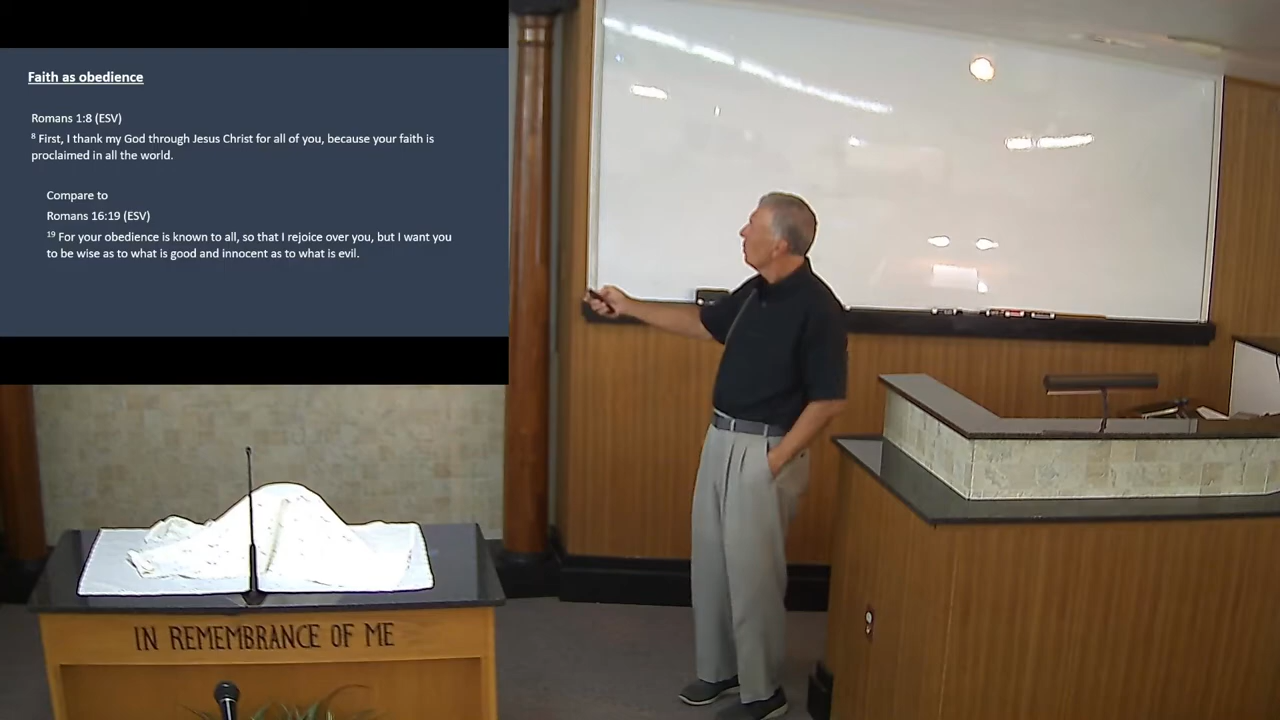 Faith as obedience
Romans 1:8 (ESV)
8 First, I thank my God through Jesus Christ for all of you, because your faith is
proclaimed in all the world.
Compare to
Romans 16:19 (ESV)
19 For your obedience is known to all, so that I rejoice over you, but I want you
to be wise as to what is good and innocent as to what is evil.
IN REMEMBRANCE OF ME